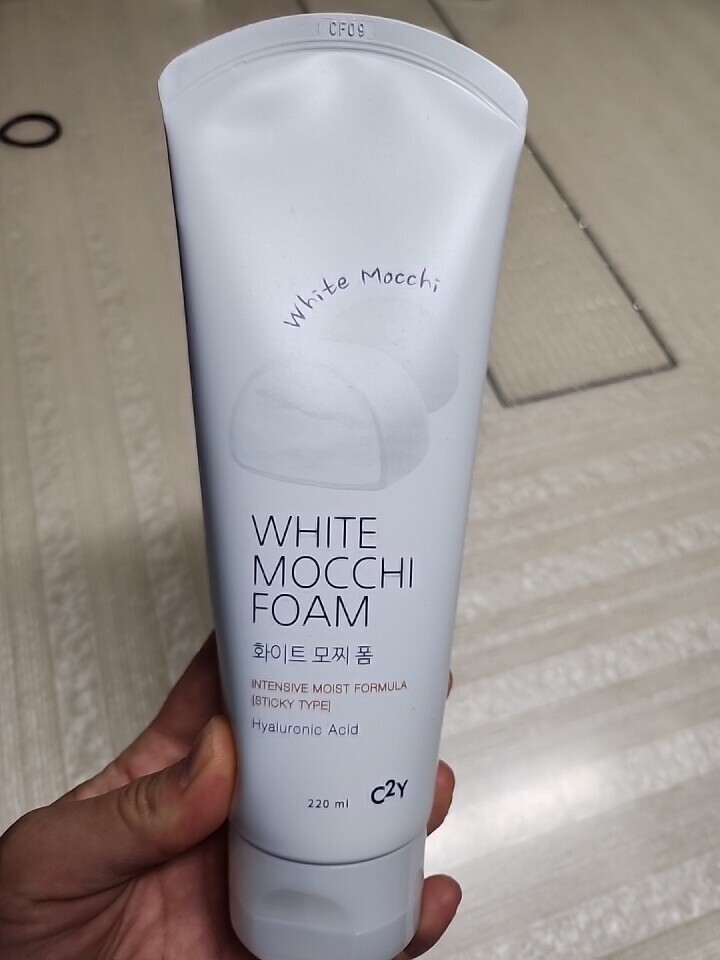 CF09
White Mocchi
WHITE
MOCCHI
FOAM
화이트 모찌 폼
INTENSIVE MOIST FORMULA
[STICKY TYPE]
Hyaluronic Acid
220 ml
C2Y